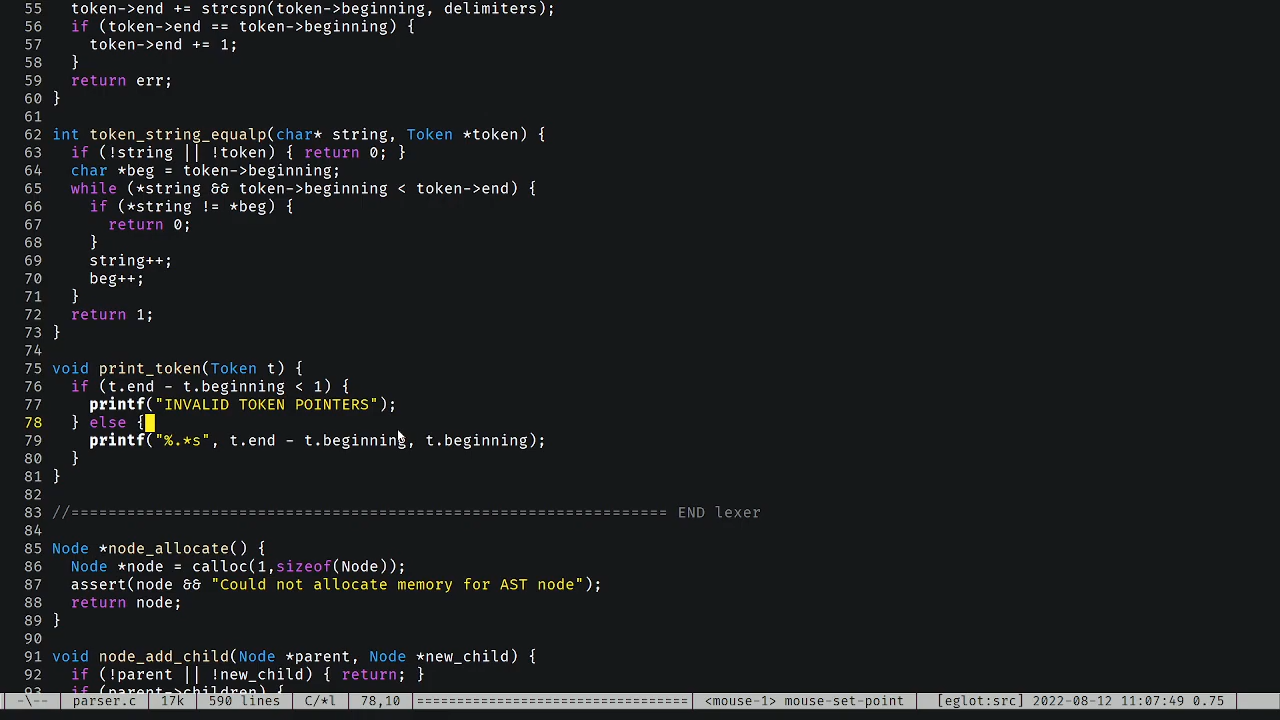 55   token->end += strcspn(token->beginning, delimiters);
56   if (token->end == token->beginning) {
57     token->end += 1;
58   }
59   return err;
60 }
61
62 int token_string_equalp(char* string, Token *token) {
63   if (!string || !token) { return 0; }
64   char *beg = token->beginning;
65   while (*string && token->beginning < token->end) {
66     if (*string != *beg) {
67       return 0;
68     }
69     string++;
70     beg++;
71   }
72   return 1;
73 }
74
75 void print_token(Token t) {
76   if (t.end - t.beginning < 1) {
77     printf("INVALID TOKEN POINTERS");
78   } else {
79     printf("%.*s", t.end - t.beginning, t.beginning);
80   }
81 }
82
83 //================================================================ END lexer
84
85 Node *node_allocate() {
86   Node *node = calloc(1,sizeof(Node));
87   assert(node && "Could not allocate memory for AST node");
88   return node;
89 }
90
91 void node_add_child(Node *parent, Node *new_child) {
92   if (!parent || !new_child) { return; }
93   if (parent->children) {
-\-- parser.c 17k 590 lines C/*l 78,10 ============================= <mouse-1> mouse-set-point [eglot:src] 2022-08-12 11:07:49 0.75